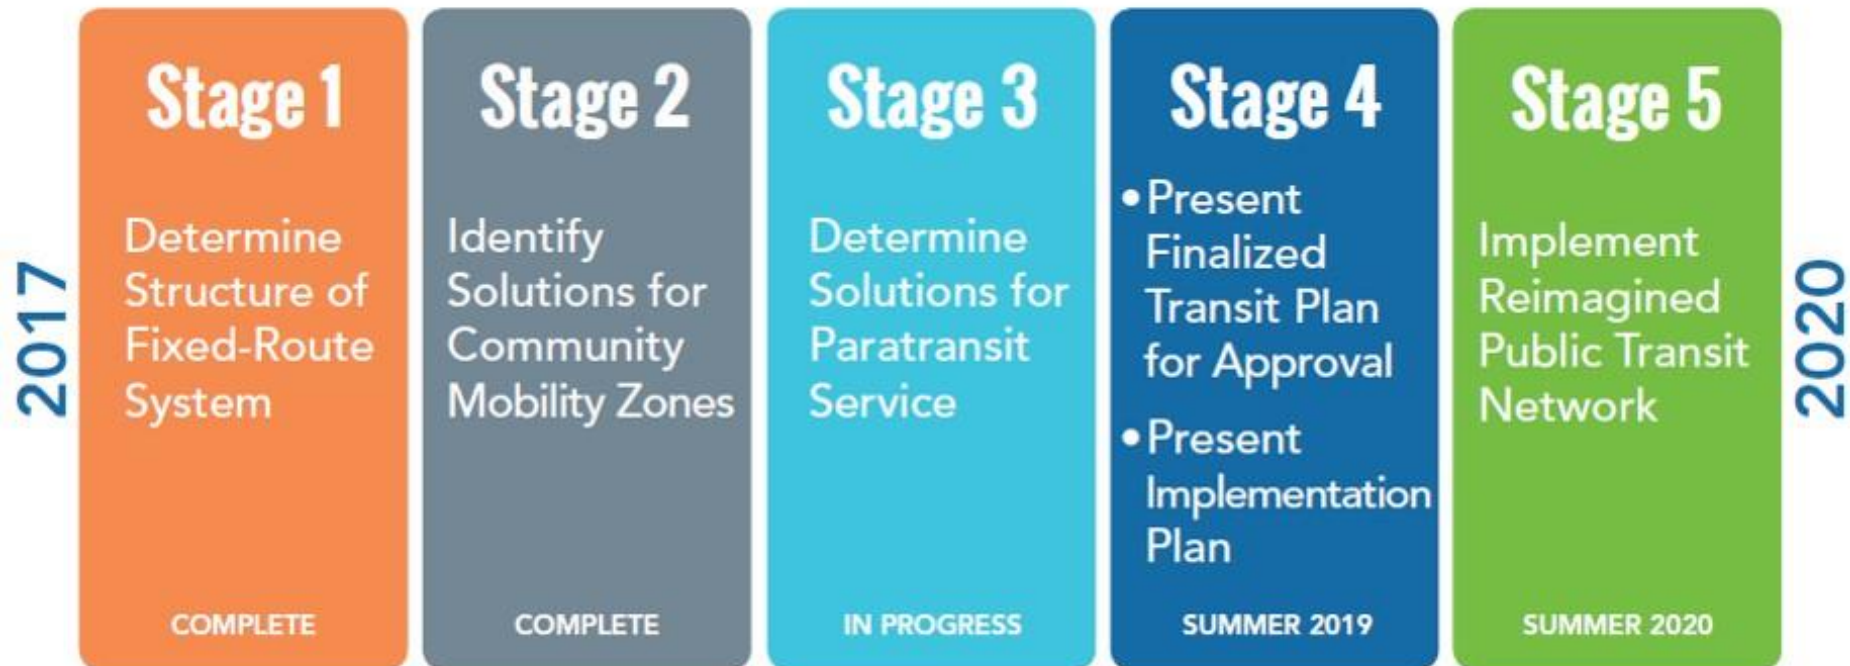 2017
Stage 1
Determine
Structure of
Fixed-Route
System
COMPLETE
Stage 2
Identify
Solutions for
Community
Mobility Zones
COMPLETE
Stage 3
Determine
Solutions for
Paratransit
Service
IN PROGRESS
Stage 4
• Present
Finalized
Transit Plan
for Approval
• Present
Implementation
Plan
SUMMER 2019
Stage 5
Implement
Reimagined
Public Transit
Network
SUMMER 2020
2020